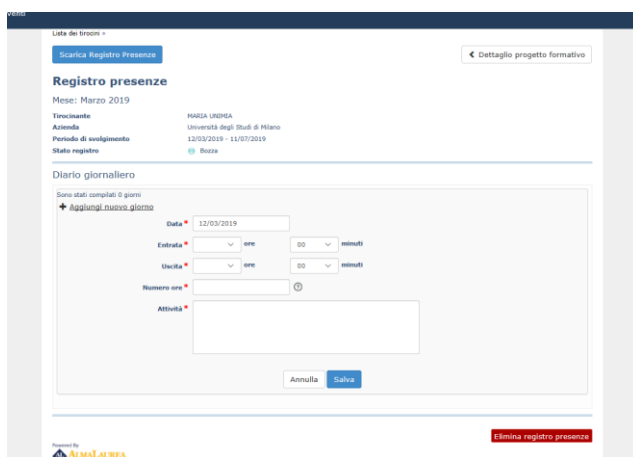 venti
Lista dei tirocini »
Scarica Registro Presenze
Dettaglio progetto formativo
Registro presenze
Mese: Marzo 2019
Tirocinante MARIA UNIMIA
Azienda Università degli Studi di Milano
Periodo di svolgimento 12/03/2019 - 11/07/2019
Stato registro Bozza
Diario giornaliero
Sono stati compilati 0 giorni
Aggiungi nuovo giorno
Data * 12/03/2019
Entrata * ore 00 minuti
Uscita * ore 00 minuti
Numero ore * ?
Attività *
Annulla Salva
Elimina registro presenze
Powered By
AL ALMALAUREA